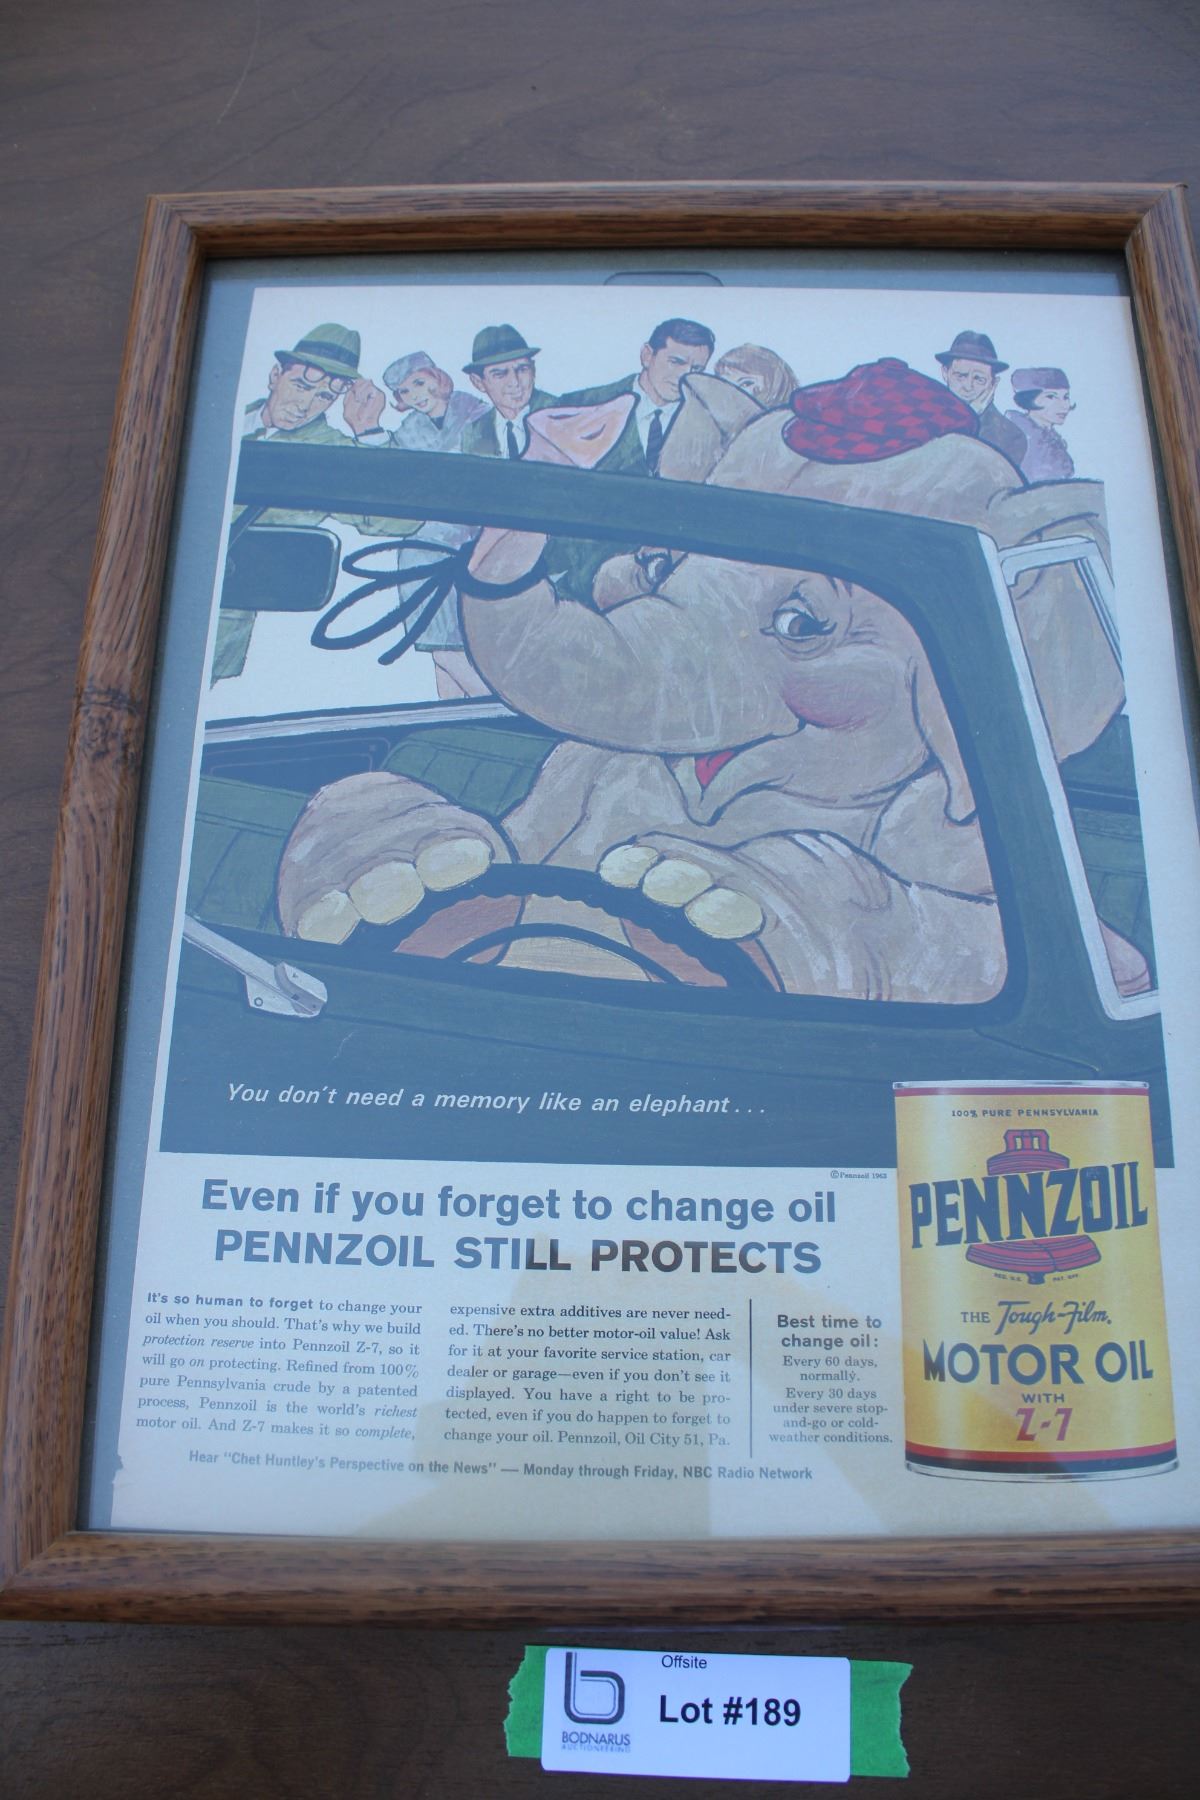 You don't need a memory like an elephant...
©Pennzoil 1963
Even if you forget to change oil
PENNZOIL STILL PROTECTS
It's so human to forget to change your
oil when you should. That's why we build
protection reserve into Pennzoil Z-7, so it
will go on protecting. Refined from 100%
pure Pennsylvania crude by a patented
process, Pennzoil is the world's richest
motor oil. And Z-7 makes it so complete,
expensive extra additives are never need-
ed. There's no better motor-oil value! Ask
for it at your favorite service station, car
dealer or garage—even if you don't see it
displayed. You have a right to be pro-
tected, even if you do happen to forget to
change your oil. Pennzoil, Oil City 51, Pa.
Best time to
change oil:
Every 60 days,
normally.
Every 30 days
under severe stop-
and-go or cold-
weather conditions.
Hear "Chet Huntley's Perspective on the News" — Monday through Friday, NBC Radio Network
100% PURE PENNSYLVANIA
PENNZOIL
REG. U.S. PAT. OFF.
THE Tough-Film.
MOTOR OIL
WITH
Z-7
Offsite
Lot #189
b
BODNARUS
AUCTIONEERING